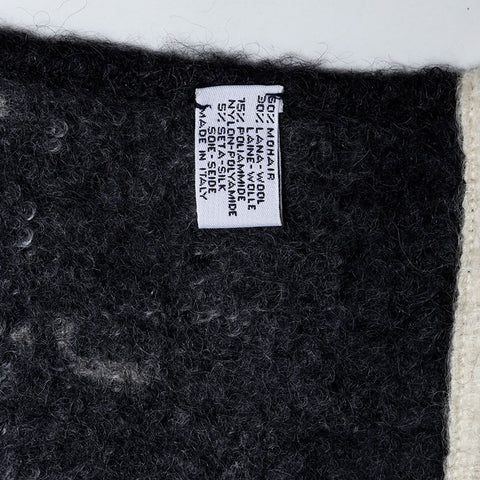 50% MOHAIR
30% LANA-WOOL
LAINE-WOLLE
15% POLIAMMIDE
NYLON-POLYAMIDE
5% SETA-SILK
SOIE-SEIDE
MADE IN ITALY